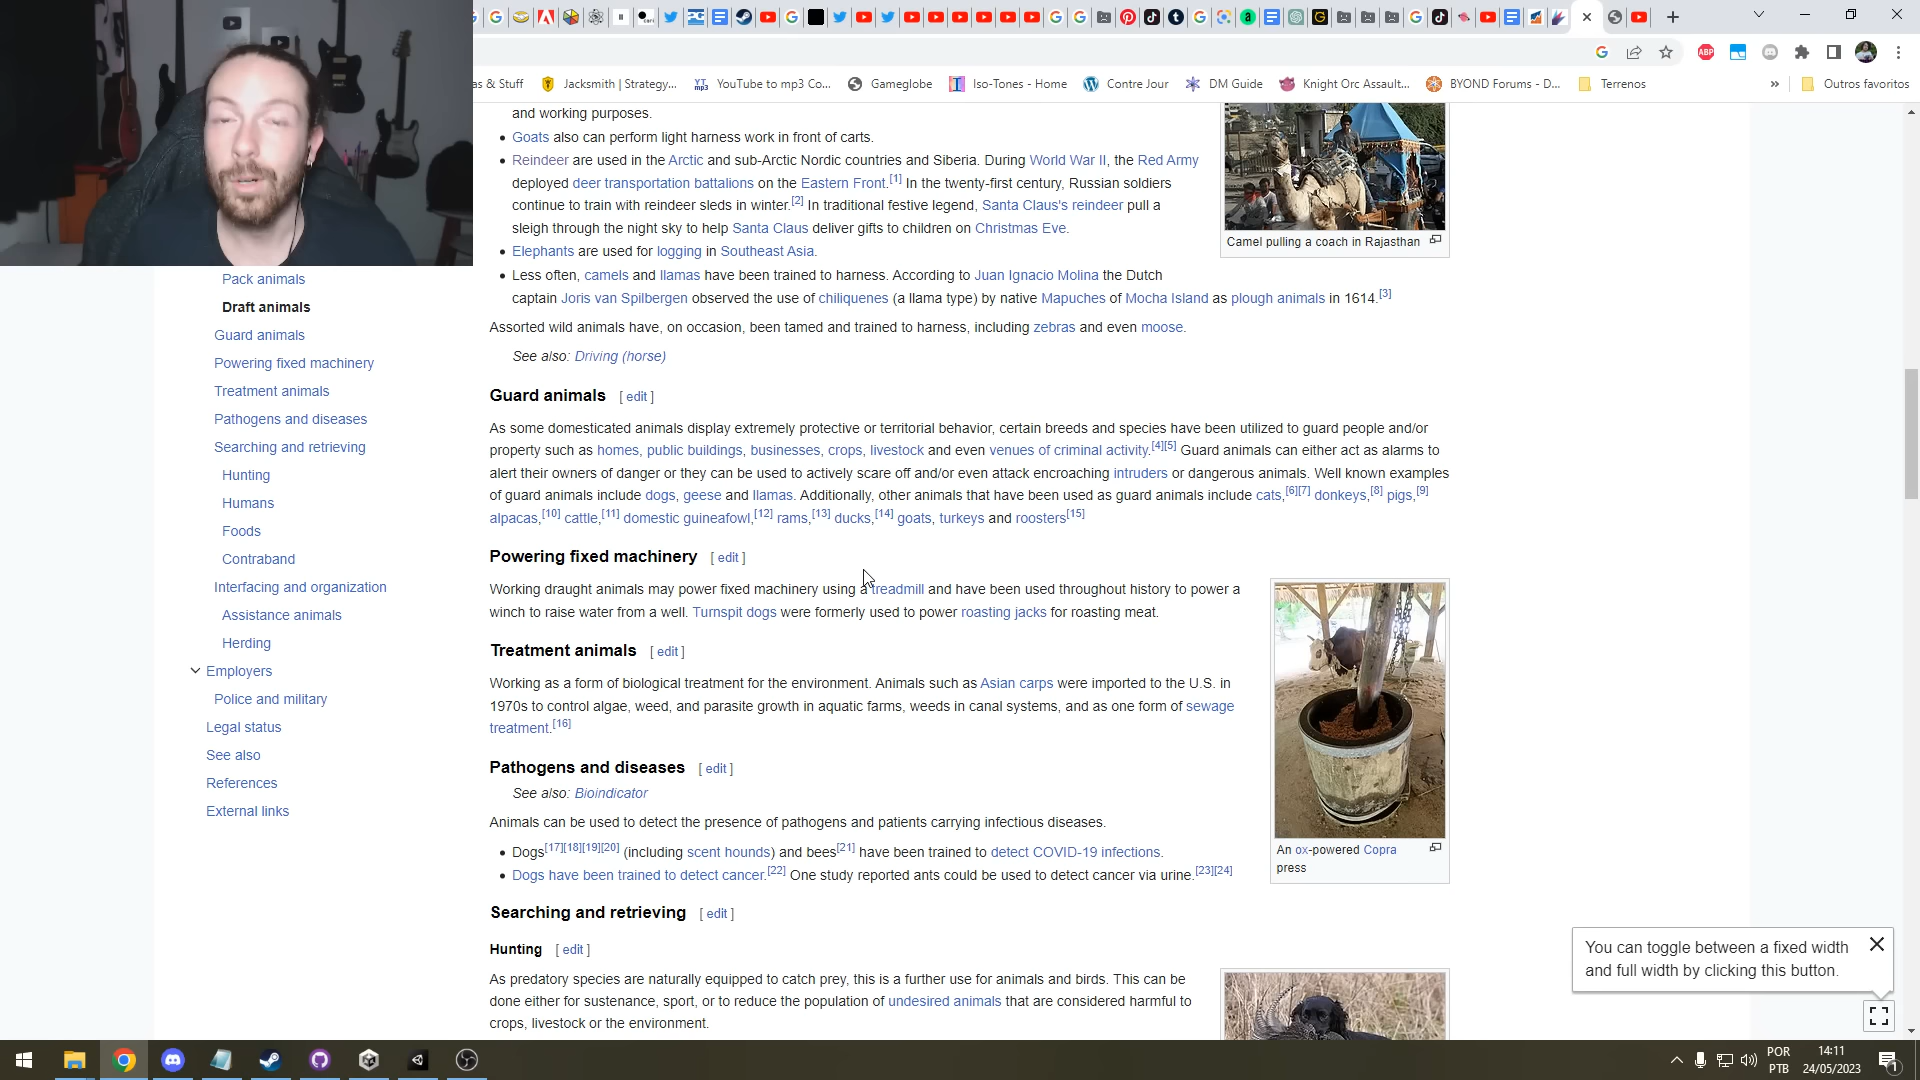 as & Stuff
Jacksmith | Strategy...
YouTube to mp3 Co...
Gameglobe
Iso-Tones - Home
Contre Jour
DM Guide
Knight Orc Assault...
BYOND Forums - D...
Terrenos
»
Outros favoritos
and working purposes.
• Goats also can perform light harness work in front of carts.
• Reindeer are used in the Arctic and sub-Arctic Nordic countries and Siberia. During World War II, the Red Army
deployed deer transportation battalions on the Eastern Front.[1] In the twenty-first century, Russian soldiers
continue to train with reindeer sleds in winter.[2] In traditional festive legend, Santa Claus's reindeer pull a
sleigh through the night sky to help Santa Claus deliver gifts to children on Christmas Eve.
• Elephants are used for logging in Southeast Asia.
• Less often, camels and llamas have been trained to harness. According to Juan Ignacio Molina the Dutch
captain Joris van Spilbergen observed the use of chiliquenes (a llama type) by native Mapuches of Mocha Island as plough animals in 1614.[3]
Camel pulling a coach in Rajasthan
Assorted wild animals have, on occasion, been tamed and trained to harness, including zebras and even moose.
See also: Driving (horse)
Guard animals [ edit ]
As some domesticated animals display extremely protective or territorial behavior, certain breeds and species have been utilized to guard people and/or
property such as homes, public buildings, businesses, crops, livestock and even venues of criminal activity.[4][5] Guard animals can either act as alarms to
alert their owners of danger or they can be used to actively scare off and/or even attack encroaching intruders or dangerous animals. Well known examples
of guard animals include dogs, geese and llamas. Additionally, other animals that have been used as guard animals include cats,[6][7] donkeys,[8] pigs,[9]
alpacas,[10] cattle,[11] domestic guineafowl,[12] rams,[13] ducks,[14] goats, turkeys and roosters[15]
Powering fixed machinery [ edit ]
Working draught animals may power fixed machinery using a treadmill and have been used throughout history to power a
winch to raise water from a well. Turnspit dogs were formerly used to power roasting jacks for roasting meat.
Treatment animals [ edit ]
Working as a form of biological treatment for the environment. Animals such as Asian carps were imported to the U.S. in
1970s to control algae, weed, and parasite growth in aquatic farms, weeds in canal systems, and as one form of sewage
treatment.[16]
Pathogens and diseases [ edit ]
See also: Bioindicator
Animals can be used to detect the presence of pathogens and patients carrying infectious diseases.
• Dogs[17][18][19][20] (including scent hounds) and bees[21] have been trained to detect COVID-19 infections.
• Dogs have been trained to detect cancer.[22] One study reported ants could be used to detect cancer via urine.[23][24]
An ox-powered Copra
press
Searching and retrieving [ edit ]
Hunting [ edit ]
As predatory species are naturally equipped to catch prey, this is a further use for animals and birds. This can be
done either for sustenance, sport, or to reduce the population of undesired animals that are considered harmful to
crops, livestock or the environment.
Pack animals
Draft animals
Guard animals
Powering fixed machinery
Treatment animals
Pathogens and diseases
Searching and retrieving
Hunting
Humans
Foods
Contraband
Interfacing and organization
Assistance animals
Herding
Employers
Police and military
Legal status
See also
References
External links
You can toggle between a fixed width
and full width by clicking this button.
POR
PTB
14:11
24/05/2023